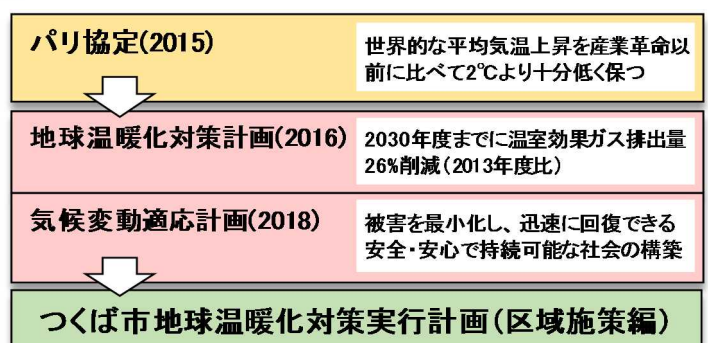 パリ協定(2015)
世界的な平均気温上昇を産業革命以
前に比べて2℃より十分低く保つ
地球温暖化対策計画(2016)
2030年度までに温室効果ガス排出量
26%削減(2013年度比)
気候変動適応計画(2018)
被害を最小化し、迅速に回復できる
安全・安心で持続可能な社会の構築
つくば市地球温暖化対策実行計画(区域施策編)